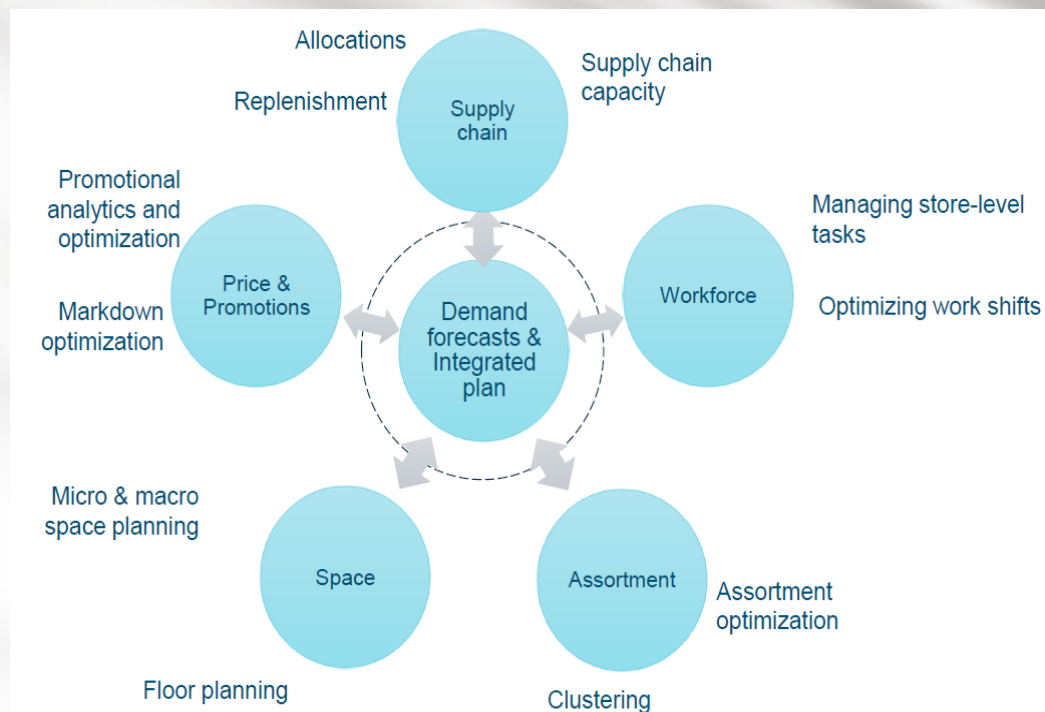 Allocations
Replenishment
Supply
chain
Supply chain
capacity
Promotional
analytics and
optimization
Markdown
optimization
Price &
Promotions
Demand
forecasts &
Integrated
plan
Workforce
Managing store-level
tasks
Optimizing work shifts
Micro & macro
space planning
Space
Floor planning
Assortment
Assortment
optimization
Clustering